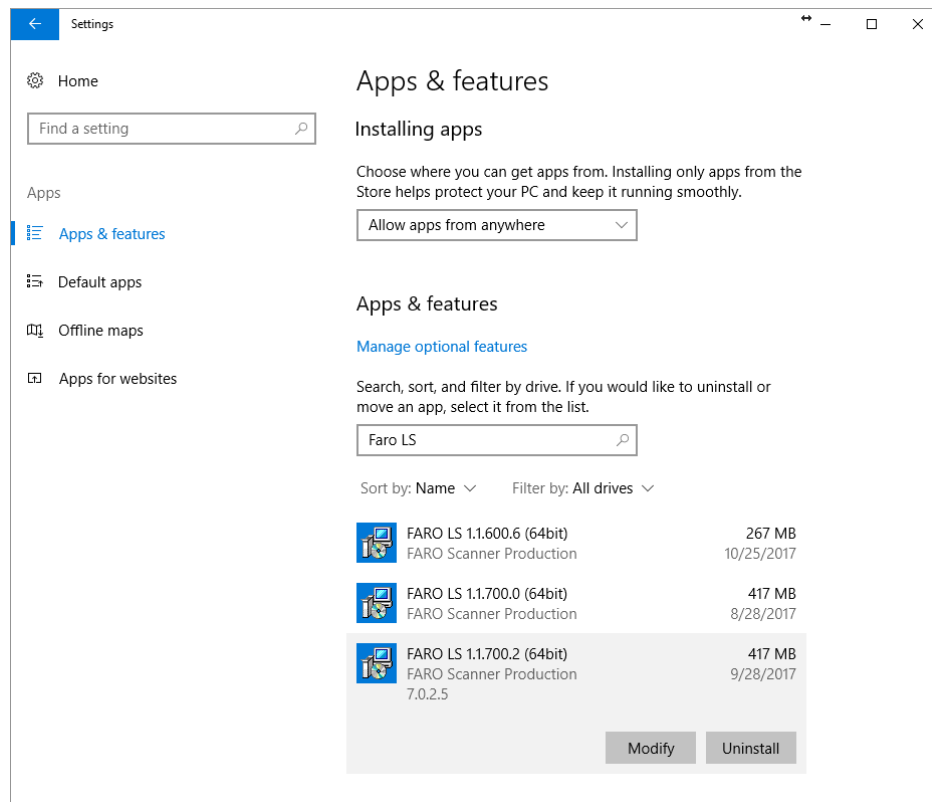 Settings
Home
Find a setting
Apps
Apps & features
Default apps
Offline maps
Apps for websites
Apps & features
Installing apps
Choose where you can get apps from. Installing only apps from the
Store helps protect your PC and keep it running smoothly.
Allow apps from anywhere
Apps & features
Manage optional features
Search, sort, and filter by drive. If you would like to uninstall or
move an app, select it from the list.
Faro LS
Sort by: Name Filter by: All drives
FARO LS 1.1.600.6 (64bit) 267 MB
FARO Scanner Production 10/25/2017
FARO LS 1.1.700.0 (64bit) 417 MB
FARO Scanner Production 8/28/2017
FARO LS 1.1.700.2 (64bit) 417 MB
FARO Scanner Production 9/28/2017
7.0.2.5
Modify Uninstall